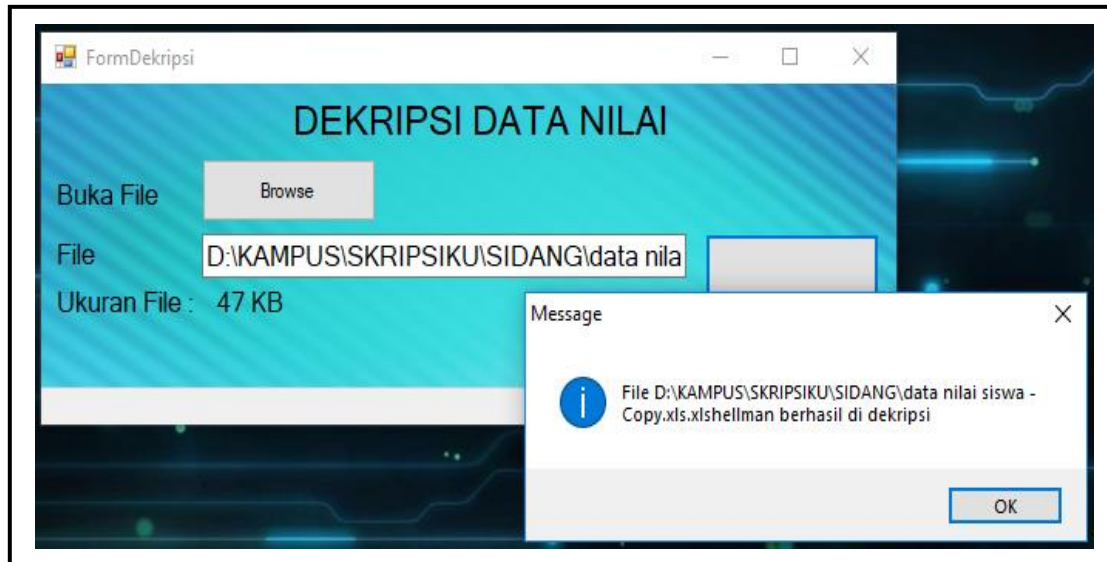 FormDekripsi
DEKRIPSI DATA NILAI
Buka File
Browse
File
D:\KAMPUS\SKRIPSIKU\SIDANG\data nila
Ukuran File : 47 KB
Message
File D:\KAMPUS\SKRIPSIKU\SIDANG\data nilai siswa -
Copy.xls.xlshellman berhasil di dekripsi
OK